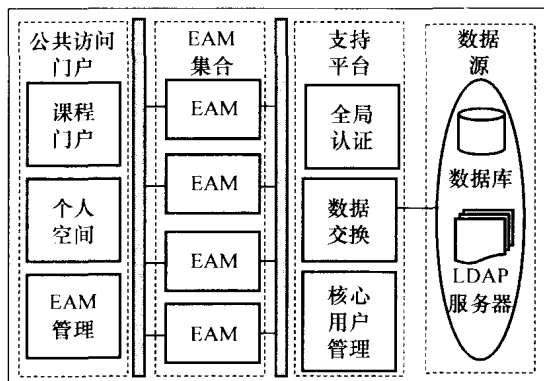 公共访问
门户
课程
门户
个人
空间
EAM
管理
EAM
集合
EAM
EAM
EAM
EAM
支持
平台
全局
认证
数据
交换
核心
用户
管理
数据
源
数据库
LDAP
服务器